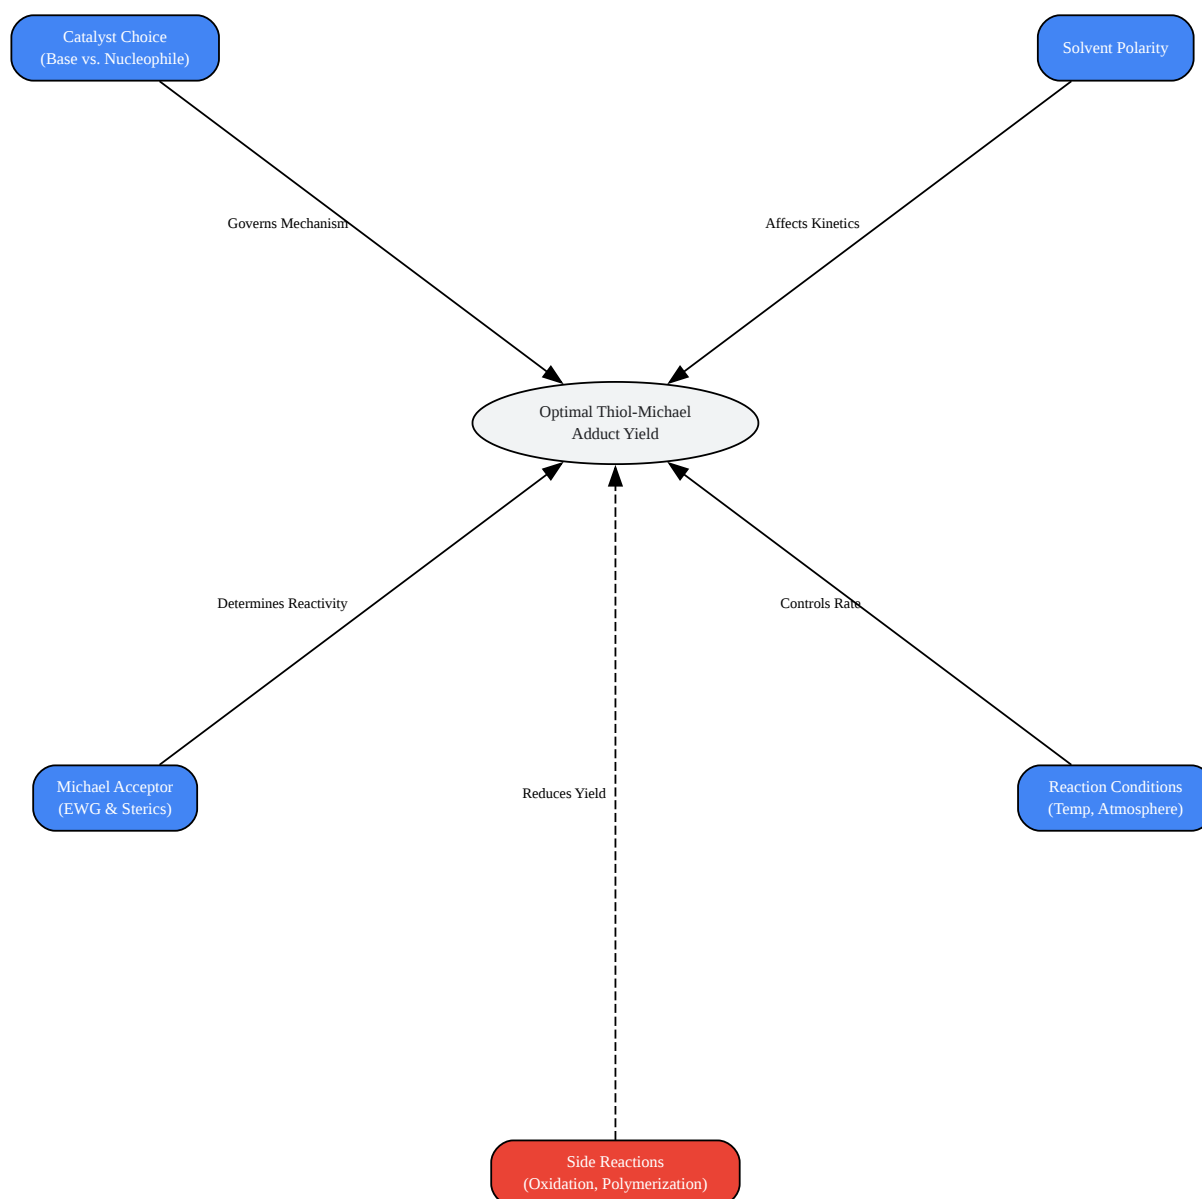 Catalyst Choice
(Base vs. Nucleophile)
Solvent Polarity
Governs Mechanism
Affects Kinetics
Optimal Thiol-Michael
Adduct Yield
Determines Reactivity
Controls Rate
Michael Acceptor
(EWG & Sterics)
Reduces Yield
Reaction Conditions
(Temp, Atmosphere)
Side Reactions
(Oxidation, Polymerization)